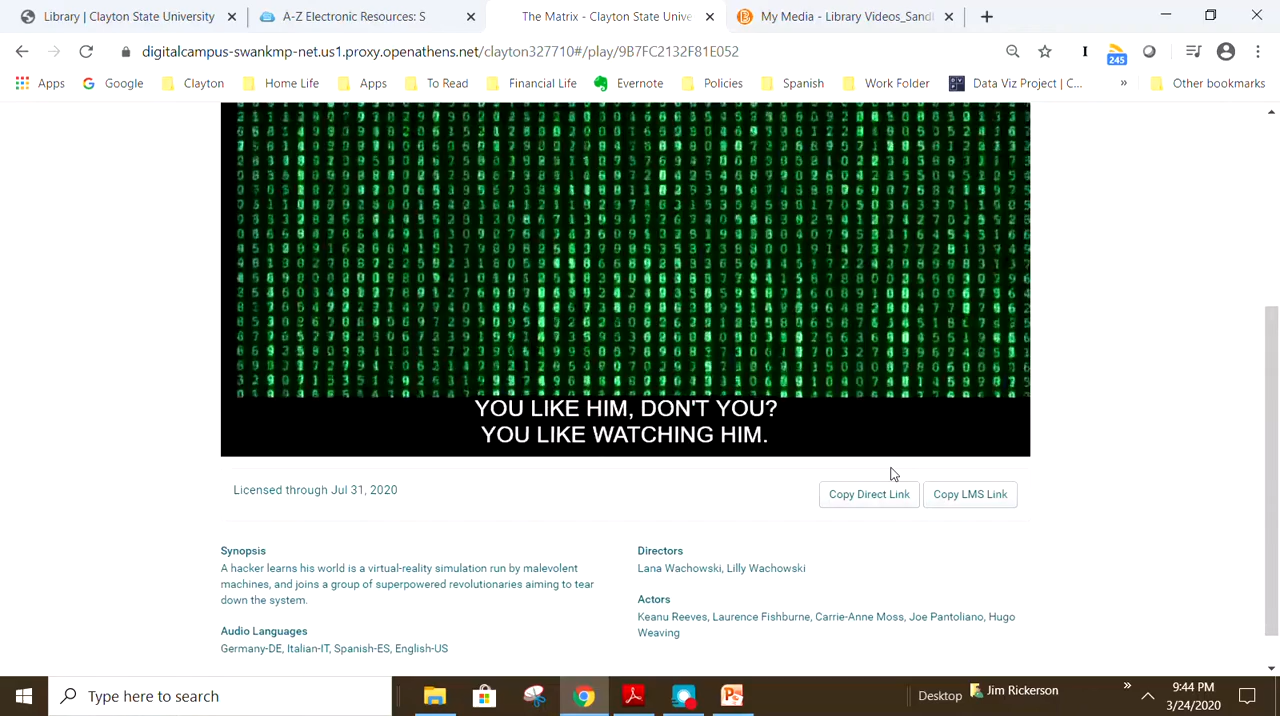 Library | Clayton State University
A-Z Electronic Resources: S
The Matrix - Clayton State Unive
My Media - Library Videos_Sandi
digitalcampus-swankmp-net.us1.proxy.openathens.net/clayton327710#/play/9B7FC2132F81E052
245
Apps
Google
Clayton
Home Life
Apps
To Read
Financial Life
Evernote
Policies
Spanish
Work Folder
Data Viz Project | C...
Other bookmarks
YOU LIKE HIM, DON'T YOU?
YOU LIKE WATCHING HIM.
Licensed through Jul 31, 2020
Copy Direct Link
Copy LMS Link
Synopsis
A hacker learns his world is a virtual-reality simulation run by malevolent
machines, and joins a group of superpowered revolutionaries aiming to tear
down the system.
Audio Languages
Germany-DE, Italian-IT, Spanish-ES, English-US
Directors
Lana Wachowski, Lilly Wachowski
Actors
Keanu Reeves, Laurence Fishburne, Carrie-Anne Moss, Joe Pantoliano, Hugo
Weaving
Type here to search
Desktop
Jim Rickerson
9:44 PM
3/24/2020